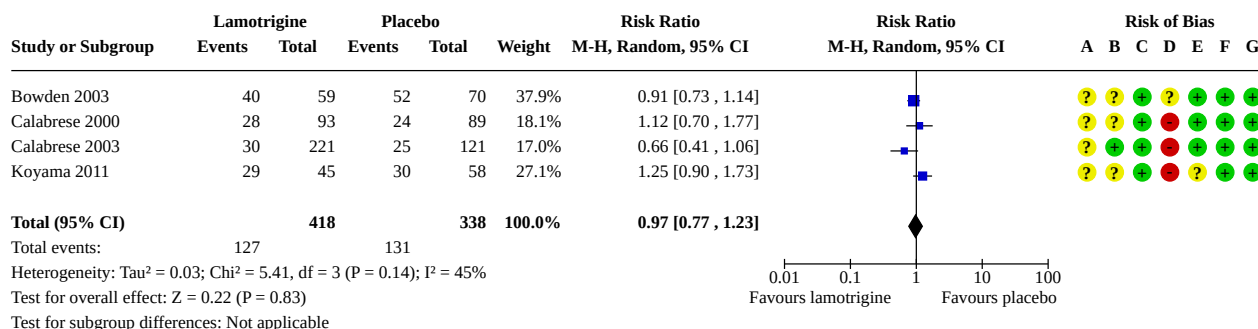 Lamotrigine Placebo Risk Ratio Risk Ratio Risk of Bias
Study or Subgroup Events Total Events Total Weight M-H, Random, 95% CI M-H, Random, 95% CI A B C D E F G
Bowden 2003 40 59 52 70 37.9% 0.91 [0.73 , 1.14] ? ? + ? + + +
Calabrese 2000 28 93 24 89 18.1% 1.12 [0.70 , 1.77] ? ? + - + + +
Calabrese 2003 30 221 25 121 17.0% 0.66 [0.41 , 1.06] ? + + - + + +
Koyama 2011 29 45 30 58 27.1% 1.25 [0.90 , 1.73] ? ? + - ? + +
Total (95% CI) 418 338 100.0% 0.97 [0.77 , 1.23]
Total events: 127 131
Heterogeneity: Tau² = 0.03; Chi² = 5.41, df = 3 (P = 0.14); I² = 45%
0.01 0.1 1 10 100
Test for overall effect: Z = 0.22 (P = 0.83) Favours lamotrigine Favours placebo
Test for subgroup differences: Not applicable